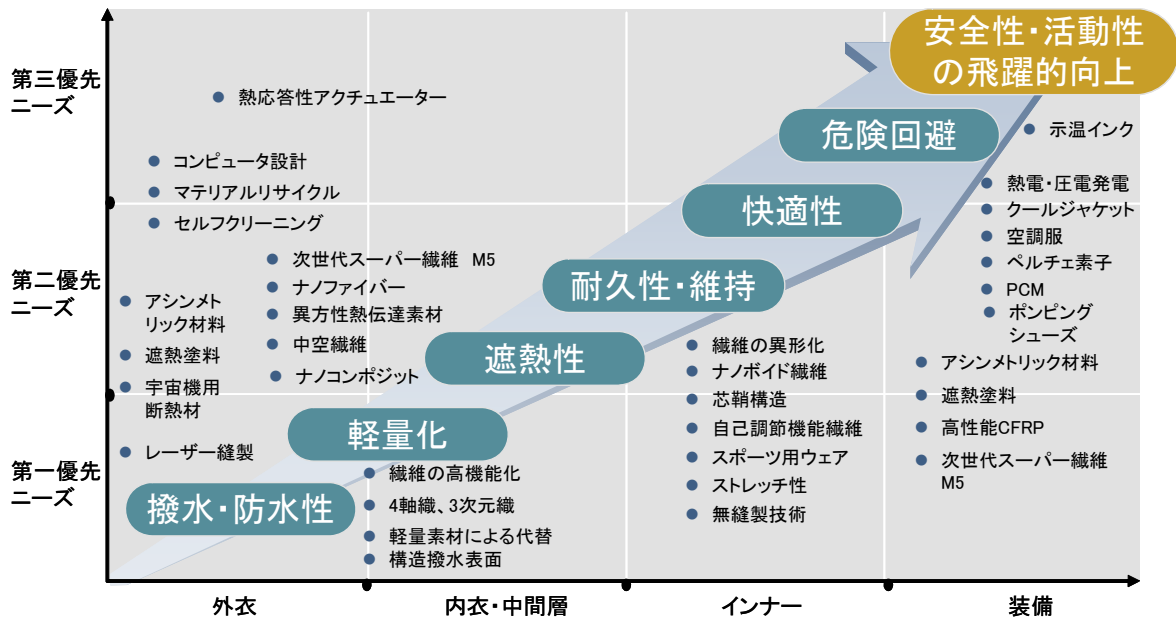 安全性・活動性
の飛躍的向上
第三優先
ニーズ
熱応答性アクチュエーター
危険回避
示温インク
コンピュータ設計
マテリアルリサイクル
セルフクリーニング
快適性
熱電・圧電発電
クールジャケット
空調服
ペルチェ素子
PCM
ポンピング
シューズ
第二優先
ニーズ
次世代スーパー繊維 M5
ナノファイバー
異方性熱伝達素材
中空繊維
ナノコンポジット
アシンメト
リック材料
遮熱塗料
宇宙機用
断熱材
レーザー縫製
耐久性・維持
遮熱性
繊維の異形化
ナノボイド繊維
芯鞘構造
自己調節機能繊維
スポーツ用ウェア
ストレッチ性
無縫製技術
アシンメトリック材料
遮熱塗料
高性能CFRP
次世代スーパー繊維
M5
第一優先
ニーズ
軽量化
撥水・防水性
繊維の高機能化
4軸織、3次元織
軽量素材による代替
構造撥水表面
外衣
内衣・中間層
インナー
装備